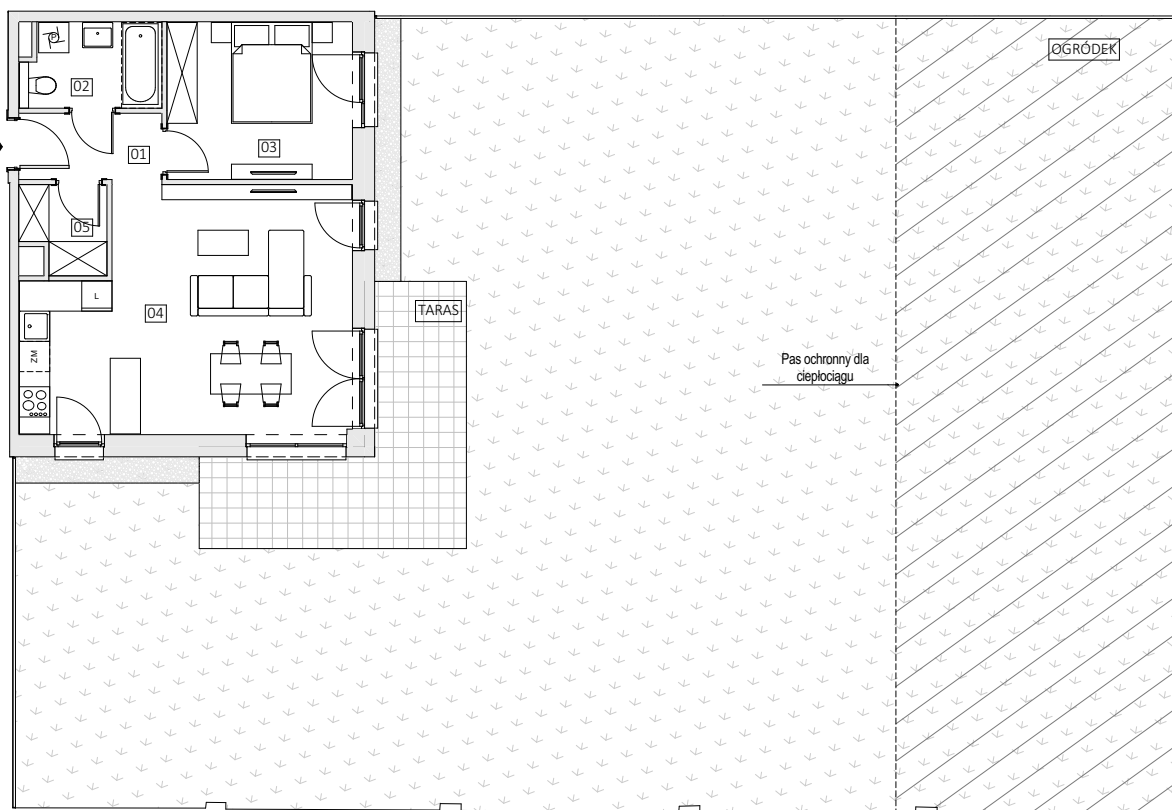 OGRÓDEK
P
02
01
03
05
L
04
TARAS
ZM
Pas ochronny dla
ciepłociągu